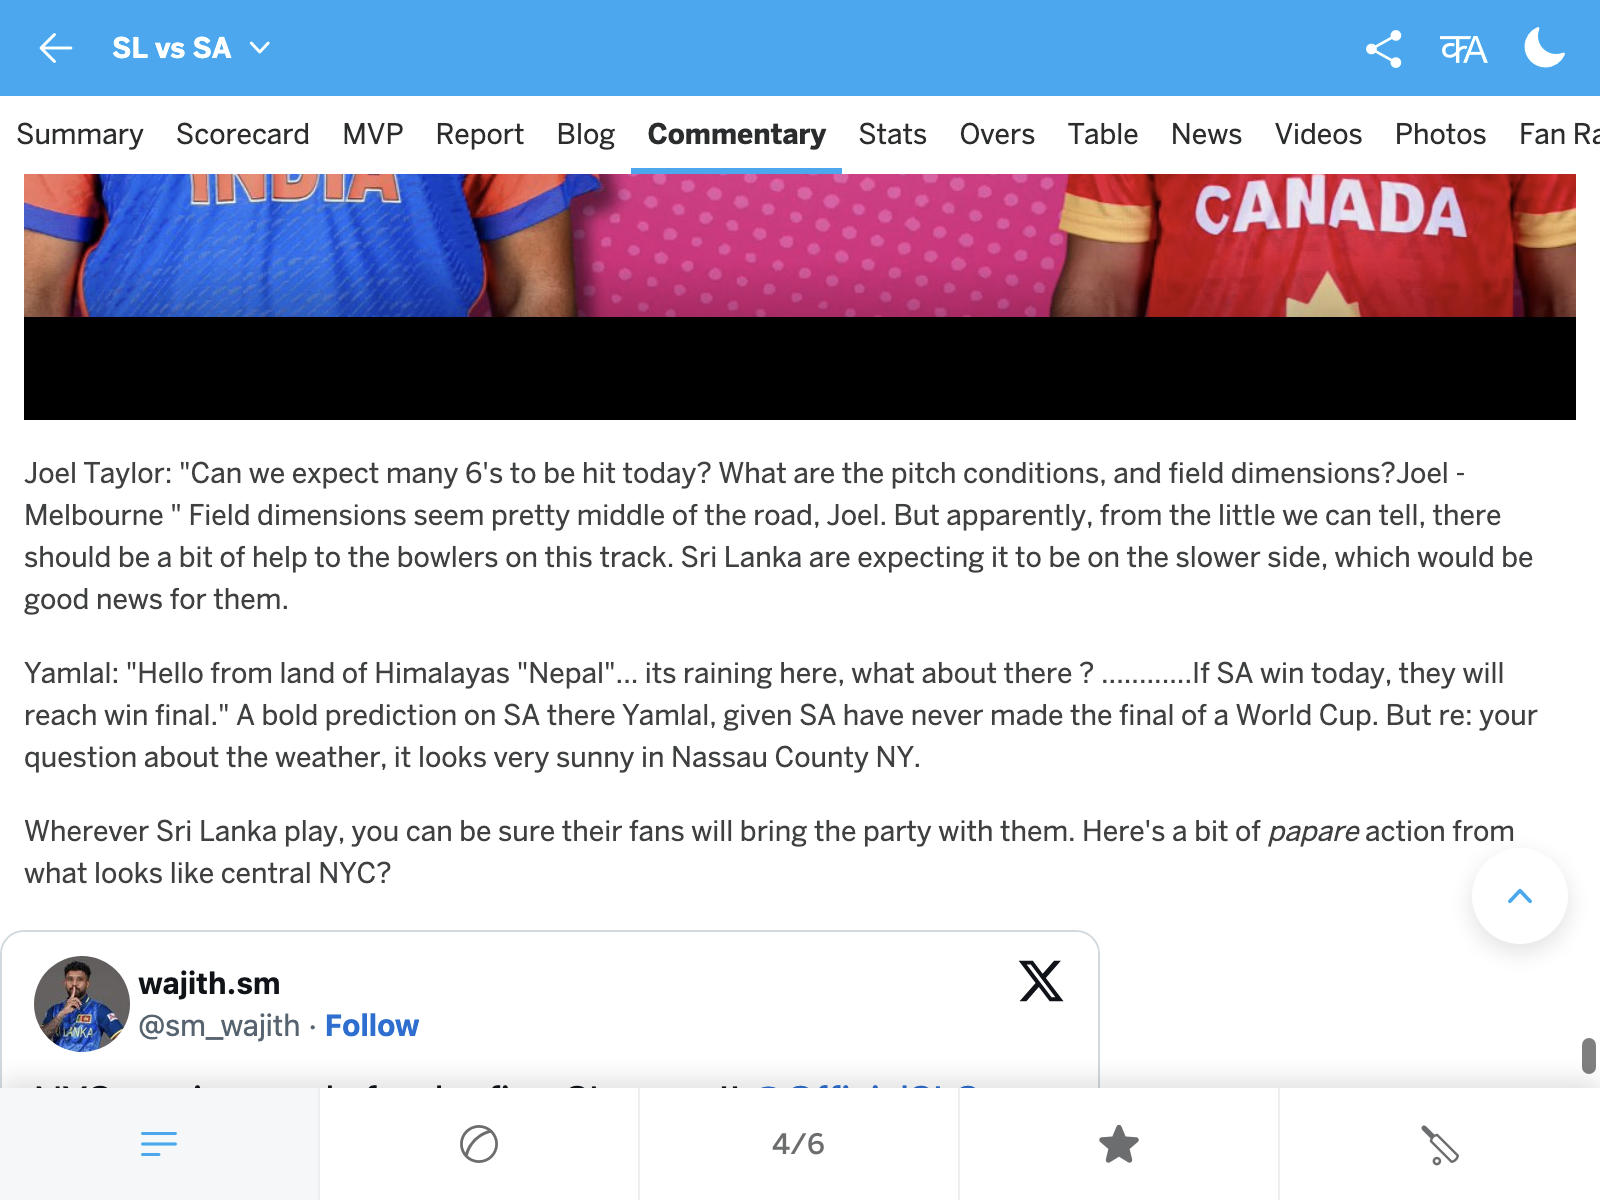 SL vs SA
क A
Summary Scorecard MVP Report Blog Commentary Stats Overs Table News Videos Photos Fan Ra
INDIA
CANADA
Joel Taylor: "Can we expect many 6's to be hit today? What are the pitch conditions, and field dimensions?Joel -
Melbourne " Field dimensions seem pretty middle of the road, Joel. But apparently, from the little we can tell, there
should be a bit of help to the bowlers on this track. Sri Lanka are expecting it to be on the slower side, which would be
good news for them.
Yamlal: "Hello from land of Himalayas "Nepal"... its raining here, what about there ? ............If SA win today, they will
reach win final." A bold prediction on SA there Yamlal, given SA have never made the final of a World Cup. But re: your
question about the weather, it looks very sunny in Nassau County NY.
Wherever Sri Lanka play, you can be sure their fans will bring the party with them. Here's a bit of papare action from
what looks like central NYC?
wajith.sm
@sm_wajith · Follow
LANKA
4/6